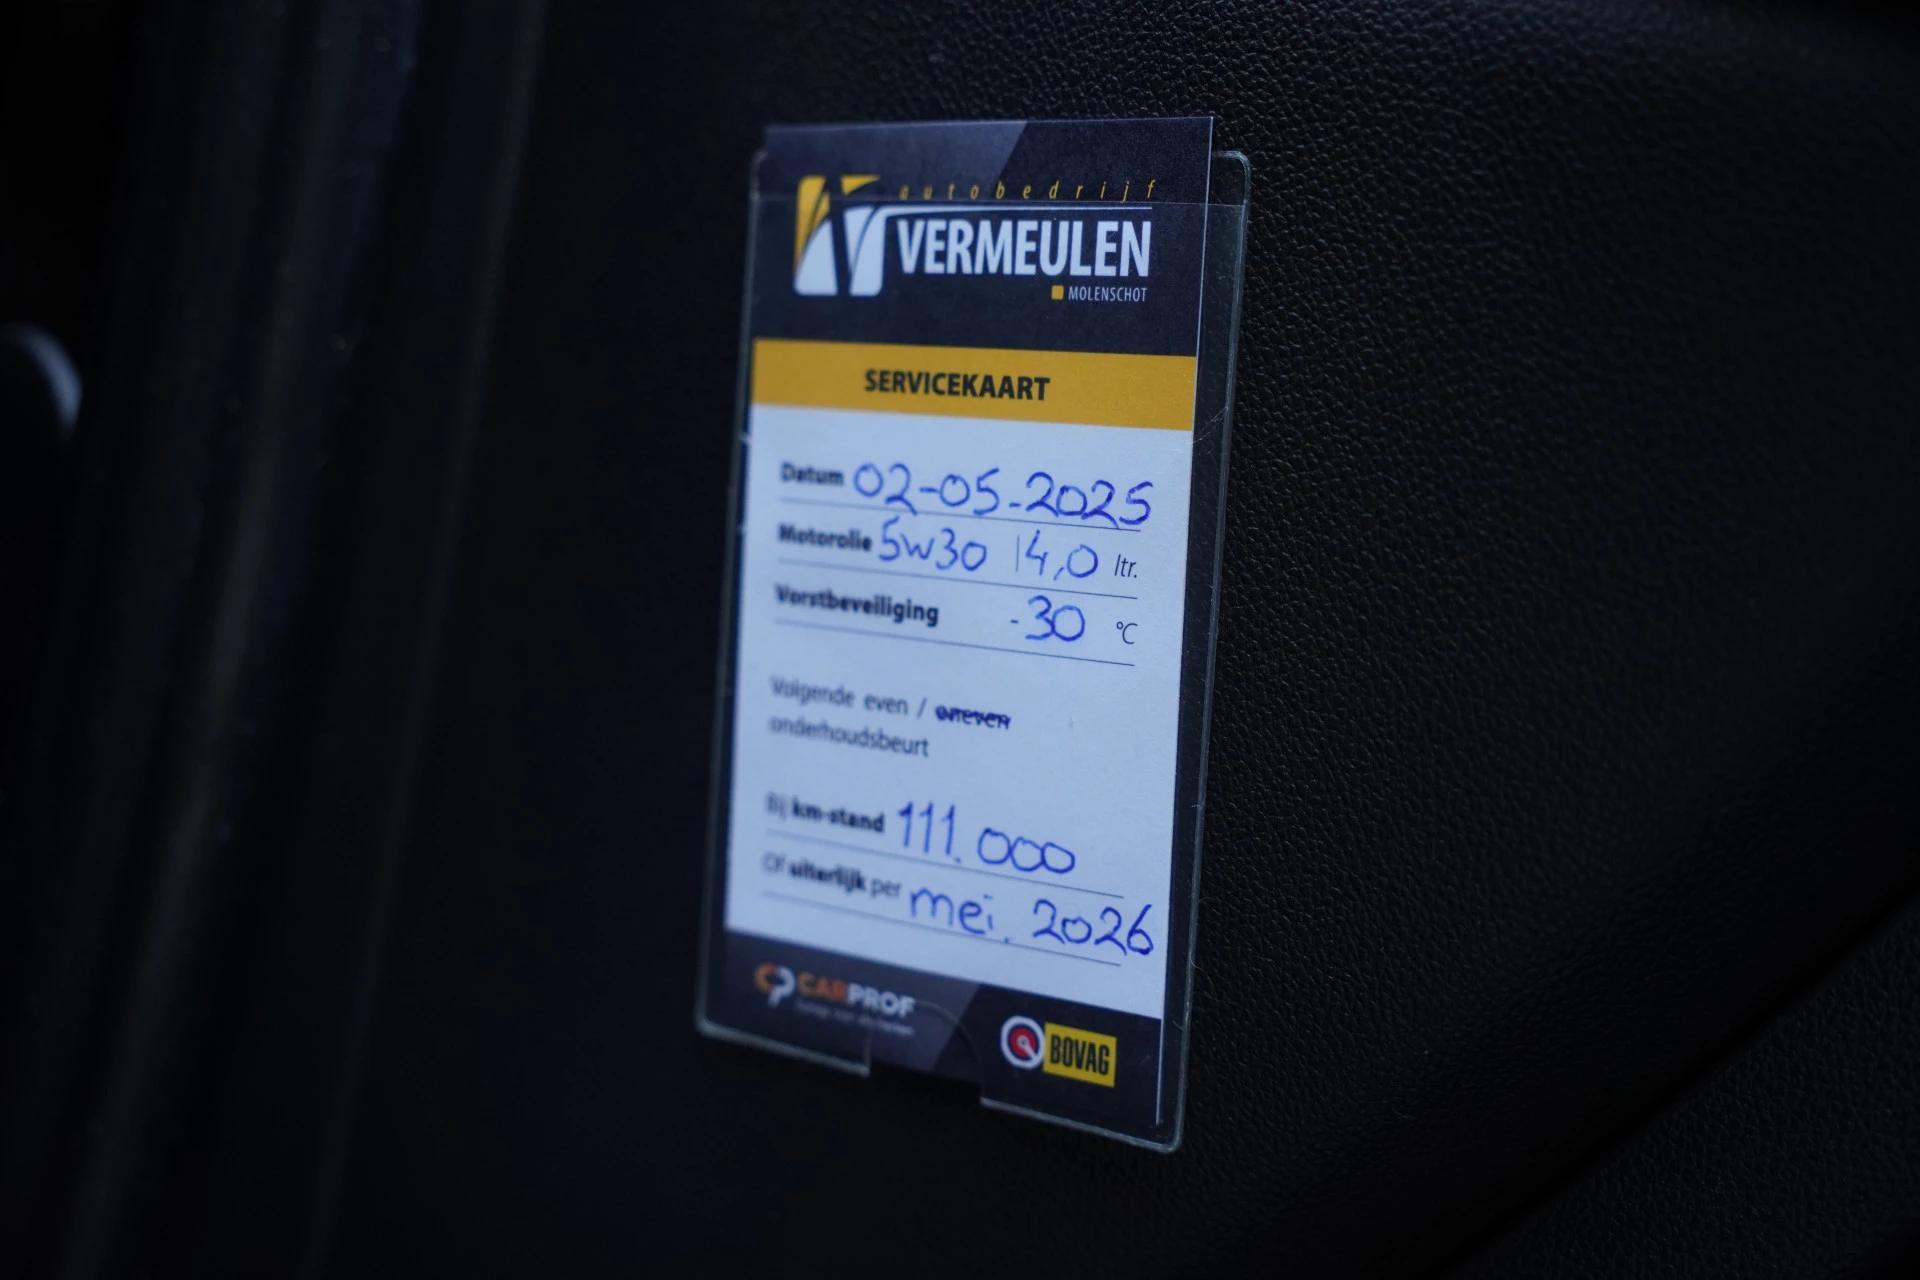 autobedrijf
VERMEULEN
MOLENSCHOT
SERVICEKAART
Datum 02-05-2025
Motorolie 5W30 14,0 ltr.
Vorstbeveiliging -30 °C
Volgende even / oneven
onderhoudsbeurt
Bij km-stand 111.000
Of uiterlijk per mei. 2026
CARPROF
BOVAG